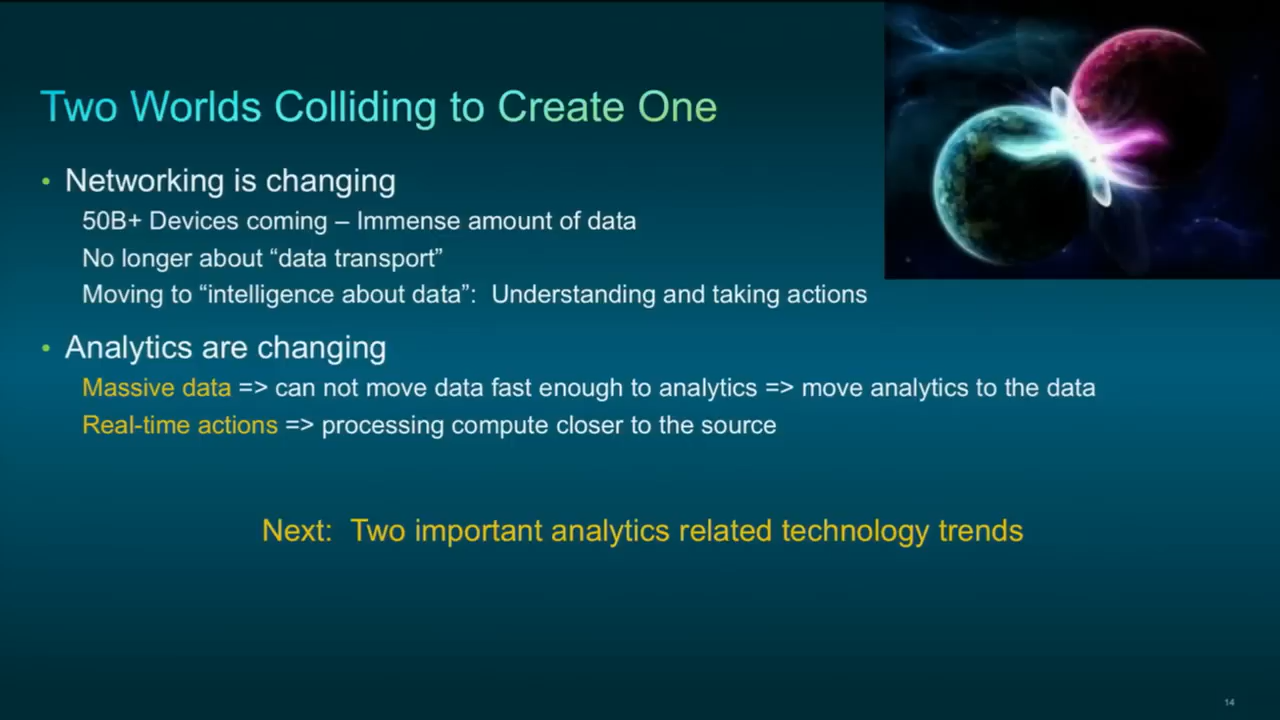 Two Worlds Colliding to Create One
• Networking is changing
50B+ Devices coming – Immense amount of data
No longer about “data transport”
Moving to “intelligence about data”:  Understanding and taking actions
• Analytics are changing
Massive data => can not move data fast enough to analytics => move analytics to the data
Real-time actions => processing compute closer to the source
Next:  Two important analytics related technology trends
14